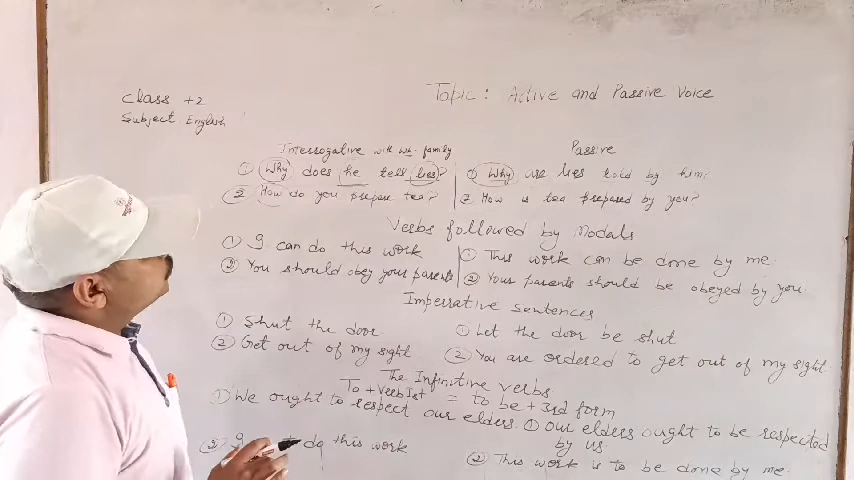 Topic: Active and Passive Voice
Class +2
Subject English
Interrogative with wh-family
Passive
① Why does he tell lies?
① Why are lies told by him?
② How do you prepare tea?
2 How is tea prepared by you?
Verbs followed by Modals
① I can do this work
① This work can be done by me.
② You should obey your parents
② Your parents should be obeyed by you.
Imperrative Sentences
① Shut the door.
① Let the door be shut
② Get out of my sight
② You are ordered to get out of my sight.
The Infinitive verbs
To + Verb Ist = to be + 3rd form
① We ought to respect our elders.
① Our elders ought to be respected by us.
② I do this work
② This work is to be done by me.